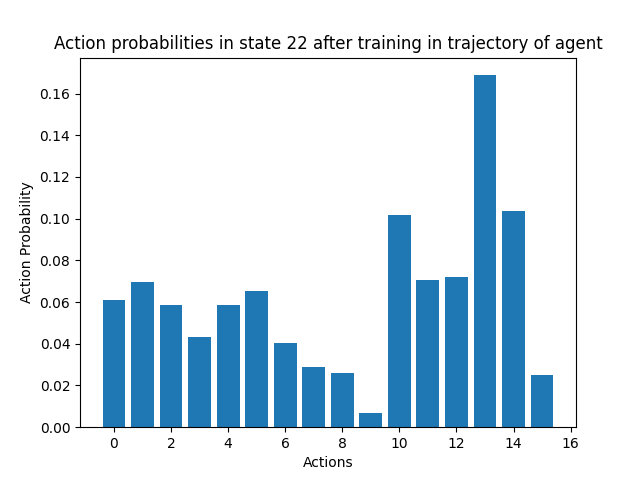 Action probabilities in state 22 after training in trajectory of agent
0.16
0.14
0.12
0.10
0.08
0.06
0.04
0.02
0.00
Action Probability
0 2 4 6 8 10 12 14 16
Actions